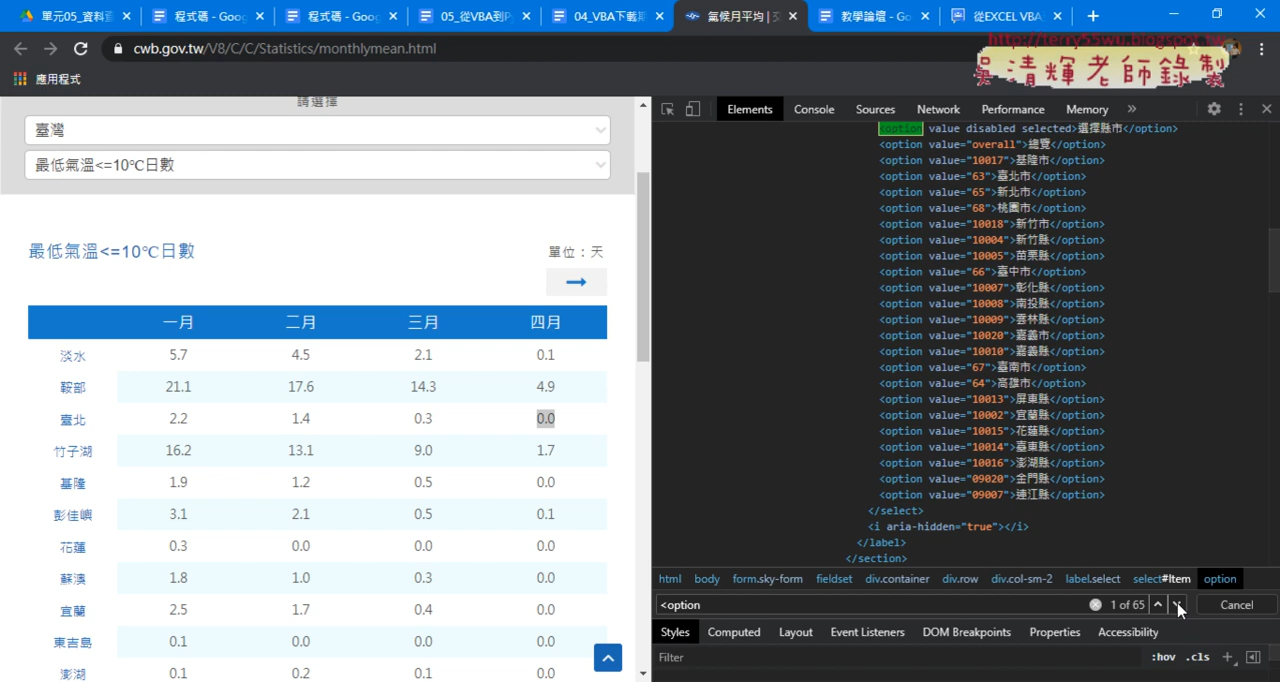 單元05_資料
程式碼 - Goog
程式碼 - Goog
05_從VBA到P
04_VBA下載期
氣候月平均 |
教學論壇 - Go
從EXCEL VBA
cwb.gov.tw/V8/C/C/Statistics/monthlymean.html
http://terry55wu.blogspot.tw
吳清輝老師錄製
應用程式
請選擇
臺灣
最低氣溫<=10℃日數
最低氣溫<=10℃日數
單位：天
一月 二月 三月 四月
淡水 5.7 4.5 2.1 0.1
鞍部 21.1 17.6 14.3 4.9
臺北 2.2 1.4 0.3 0.0
竹子湖 16.2 13.1 9.0 1.7
基隆 1.9 1.2 0.5 0.0
彭佳嶼 3.1 2.1 0.5 0.1
花蓮 0.3 0.0 0.0 0.0
蘇澳 1.8 1.0 0.3 0.0
宜蘭 2.5 1.7 0.4 0.0
東吉島 0.1 0.0 0.0 0.0
澎湖 0.1 0.2 0.1 0.0
Elements Console Sources Network Performance Memory
<option value disabled selected>選擇縣市</option>
<option value="overall">總覽</option>
<option value="10017">基隆市</option>
<option value="63">臺北市</option>
<option value="65">新北市</option>
<option value="68">桃園市</option>
<option value="10018">新竹市</option>
<option value="10004">新竹縣</option>
<option value="10005">苗栗縣</option>
<option value="66">臺中市</option>
<option value="10007">彰化縣</option>
<option value="10008">南投縣</option>
<option value="10009">雲林縣</option>
<option value="10020">嘉義市</option>
<option value="10010">嘉義縣</option>
<option value="67">臺南市</option>
<option value="64">高雄市</option>
<option value="10013">屏東縣</option>
<option value="10002">宜蘭縣</option>
<option value="10015">花蓮縣</option>
<option value="10014">臺東縣</option>
<option value="10016">澎湖縣</option>
<option value="09020">金門縣</option>
<option value="09007">連江縣</option>
</select>
<i aria-hidden="true"></i>
</label>
</section>
html body form.sky-form fieldset div.container div.row div.col-sm-2 label.select select#Item option
<option 1 of 65 Cancel
Styles Computed Layout Event Listeners DOM Breakpoints Properties Accessibility
Filter :hov .cls